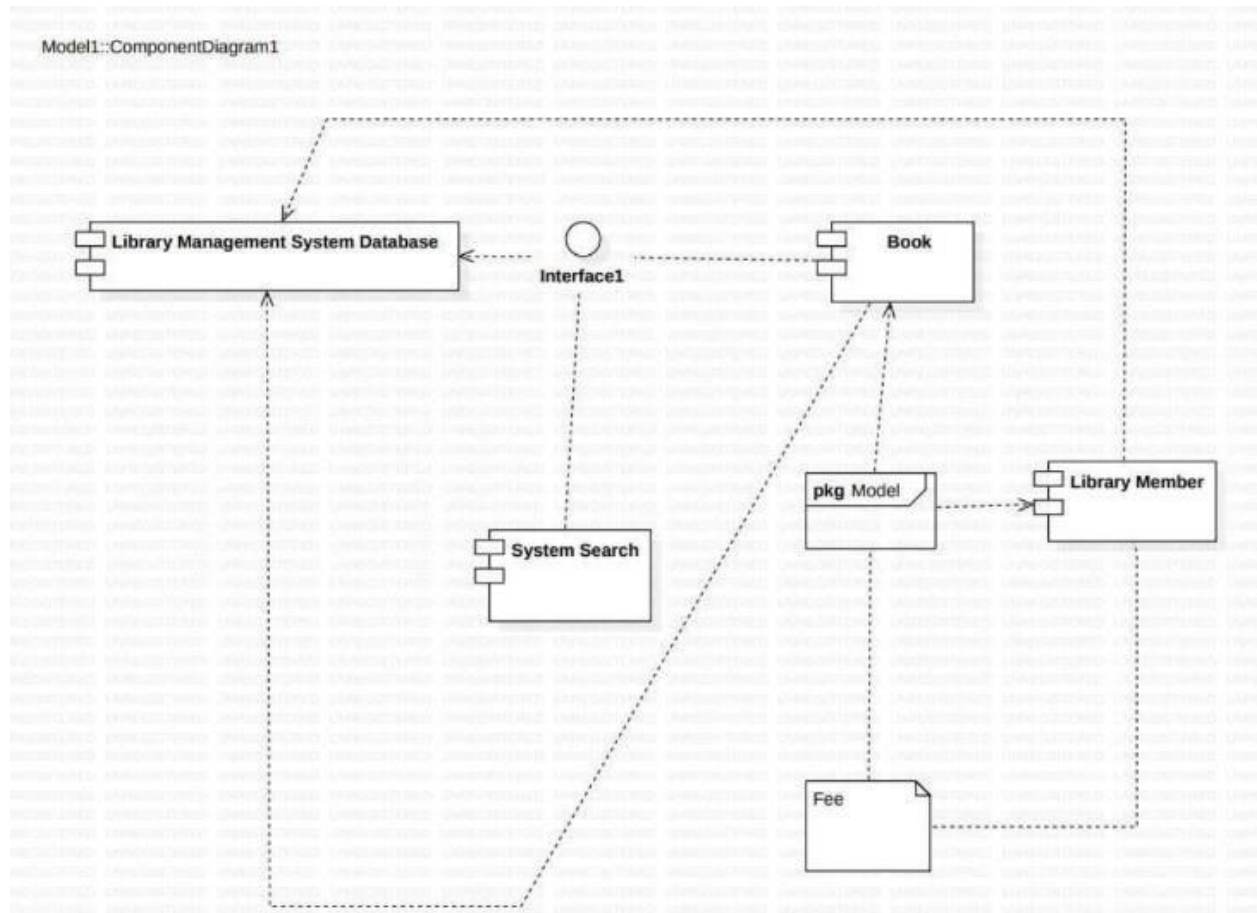 Model1::ComponentDiagram1
Library Management System Database
Interface1
Book
pkg Model
Library Member
System Search
Fee